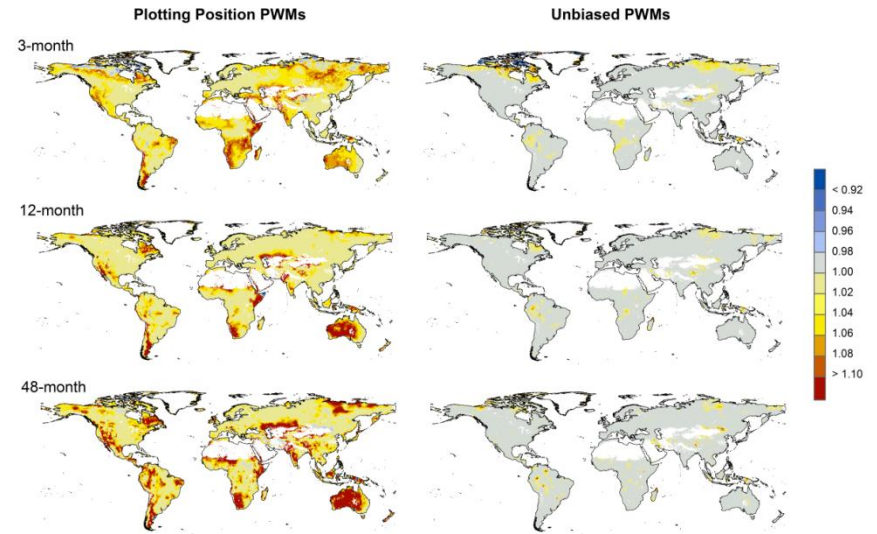 Plotting Position PWMs
Unbiased PWMs
3-month
12-month
48-month
< 0.92
0.94
0.96
0.98
1.00
1.02
1.04
1.06
1.08
> 1.10